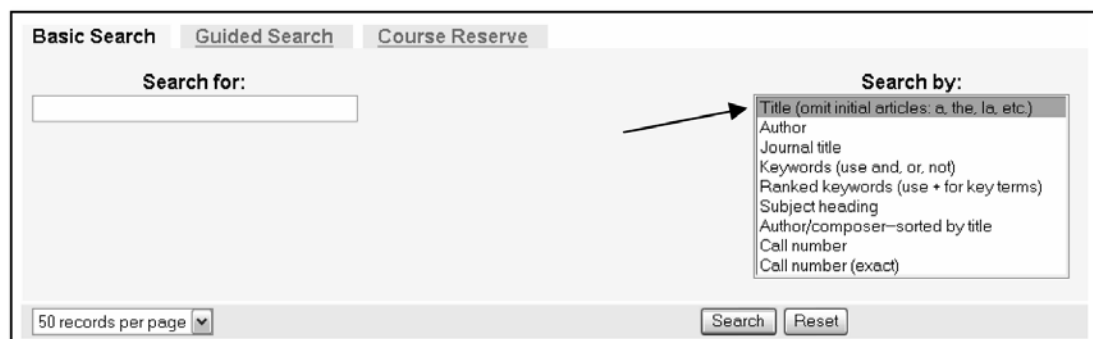 Basic Search Guided Search Course Reserve
Search for:
Search by:
Title (omit initial articles: a, the, la, etc.)
Author
Journal title
Keywords (use and, or, not)
Ranked keywords (use + for key terms)
Subject heading
Author/composer–sorted by title
Call number
Call number (exact)
50 records per page
Search Reset